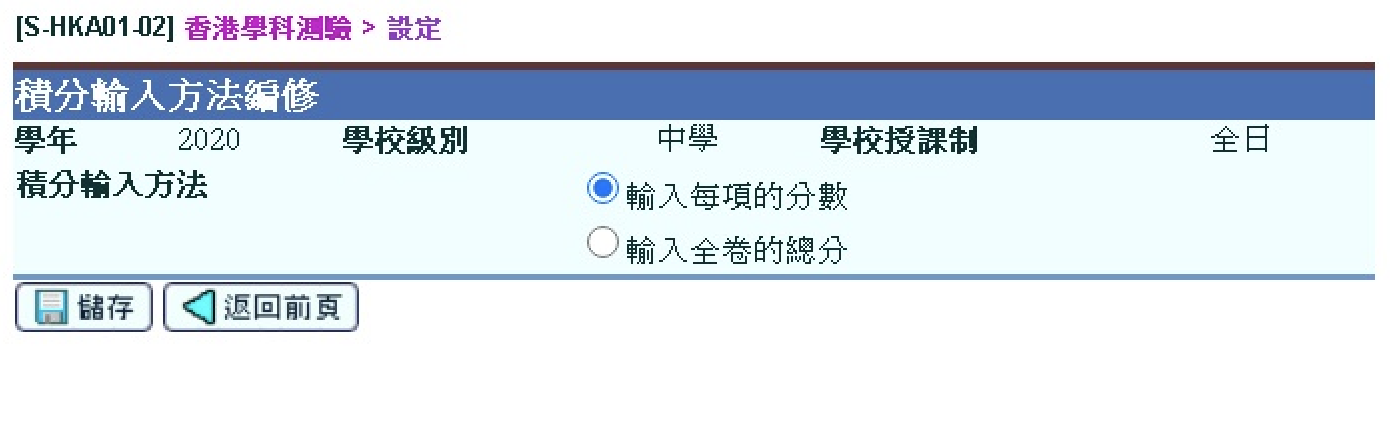 [S-HKA01-02] 香港學科測驗 > 設定
積分輸入方法編修
學年 2020 學校級別 中學 學校授課制 全日
積分輸入方法 輸入每項的分數
輸入全卷的總分
儲存 返回前頁